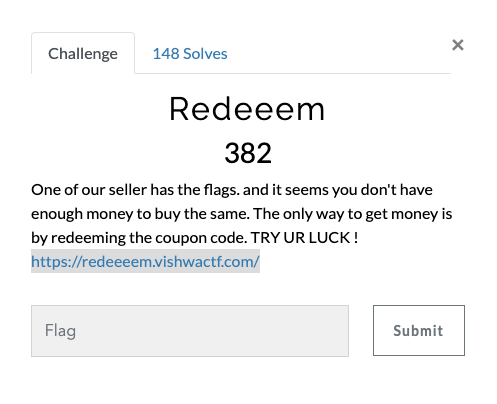 Challenge
148 Solves
×
Redeeem
382
One of our seller has the flags. and it seems you don't have
enough money to buy the same. The only way to get money is
by redeeming the coupon code. TRY UR LUCK !
https://redeeeem.vishwactf.com/
Flag
Submit